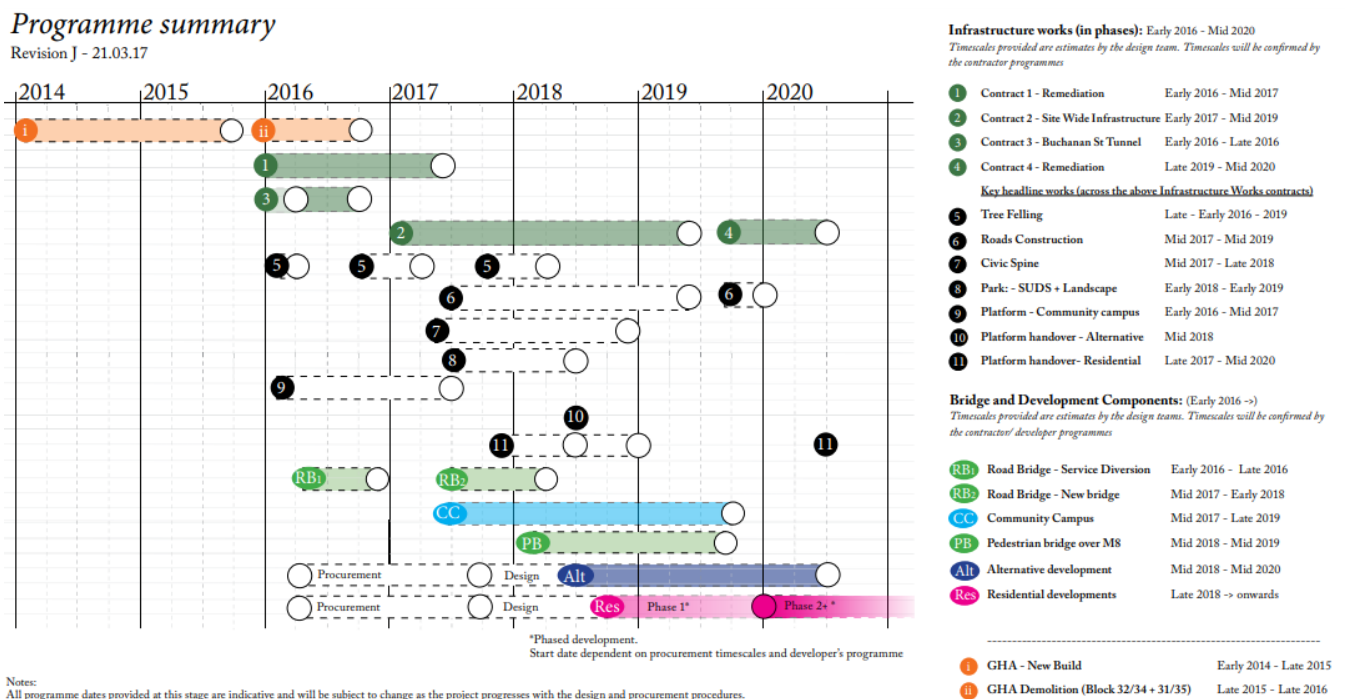 Programme summary
Revision J - 21.03.17
2014 2015 2016 2017 2018 2019 2020
i ii
1
3
2 4
5 5 5
6 6
7
8
9
10
11 11
RB1 RB2
CC
PB
Procurement Design Alt
Procurement Design Res Phase 1* Phase 2+ *
*Phased development.
Start date dependent on procurement timescales and developer's programme
Notes:
All programme dates provided at this stage are indicative and will be subject to change as the project progresses with the design and procurement procedures.
Infrastructure works (in phases): Early 2016 - Mid 2020
Timescales provided are estimates by the design team. Timescales will be confirmed by
the contractor programmes
1 Contract 1 - Remediation Early 2016 - Mid 2017
2 Contract 2 - Site Wide Infrastructure Early 2017 - Mid 2019
3 Contract 3 - Buchanan St Tunnel Early 2016 - Late 2016
4 Contract 4 - Remediation Late 2019 - Mid 2020
Key headline works (across the above Infrastructure Works contracts)
5 Tree Felling Late - Early 2016 - 2019
6 Roads Construction Mid 2017 - Mid 2019
7 Civic Spine Mid 2017 - Late 2018
8 Park: - SUDS + Landscape Early 2018 - Early 2019
9 Platform - Community campus Early 2016 - Mid 2017
10 Platform handover - Alternative Mid 2018
11 Platform handover- Residential Late 2017 - Mid 2020
Bridge and Development Components: (Early 2016 ->)
Timescales provided are estimates by the design teams. Timescales will be confirmed by
the contractor/ developer programmes
RB1 Road Bridge - Service Diversion Early 2016 - Late 2016
RB2 Road Bridge - New bridge Mid 2017 - Early 2018
CC Community Campus Mid 2017 - Late 2019
PB Pedestrian bridge over M8 Mid 2018 - Mid 2019
Alt Alternative development Mid 2018 - Mid 2020
Res Residential developments Late 2018 -> onwards
i GHA - New Build Early 2014 - Late 2015
ii GHA Demolition (Block 32/34 + 31/35) Late 2015 - Late 2016